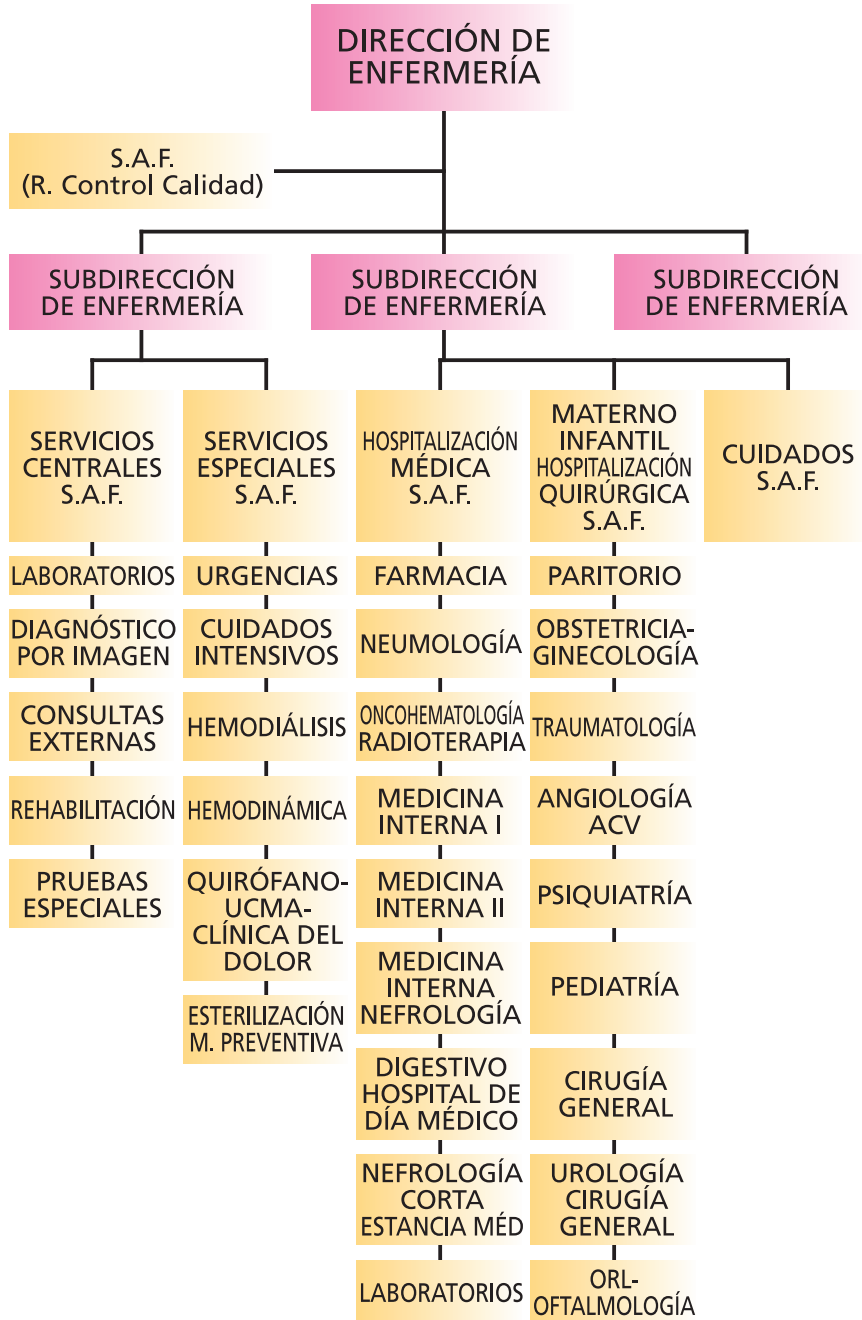 DIRECCIÓN DE
ENFERMERÍA
S.A.F.
(R. Control Calidad)
SUBDIRECCIÓN
DE ENFERMERÍA
SUBDIRECCIÓN
DE ENFERMERÍA
SUBDIRECCIÓN
DE ENFERMERÍA
SERVICIOS
CENTRALES
S.A.F.
LABORATORIOS
DIAGNÓSTICO
POR IMAGEN
CONSULTAS
EXTERNAS
REHABILITACIÓN
PRUEBAS
ESPECIALES
SERVICIOS
ESPECIALES
S.A.F.
URGENCIAS
CUIDADOS
INTENSIVOS
HEMODIÁLISIS
HEMODINÁMICA
QUIRÓFANO-
UCMA-
CLÍNICA DEL
DOLOR
ESTERILIZACIÓN
M. PREVENTIVA
HOSPITALIZACIÓN
MÉDICA
S.A.F.
FARMACIA
NEUMOLOGÍA
ONCOHEMATOLOGÍA
RADIOTERAPIA
MEDICINA
INTERNA I
MEDICINA
INTERNA II
MEDICINA
INTERNA
NEFROLOGÍA
DIGESTIVO
HOSPITAL DE
DÍA MÉDICO
NEFROLOGÍA
CORTA
ESTANCIA MÉD
LABORATORIOS
MATERNO
INFANTIL
HOSPITALIZACIÓN
QUIRÚRGICA
S.A.F.
PARITORIO
OBSTETRICIA-
GINECOLOGÍA
TRAUMATOLOGÍA
ANGIOLOGÍA
ACV
PSIQUIATRÍA
PEDIATRÍA
CIRUGÍA
GENERAL
UROLOGÍA
CIRUGÍA
GENERAL
ORL-
OFTALMOLOGÍA
CUIDADOS
S.A.F.